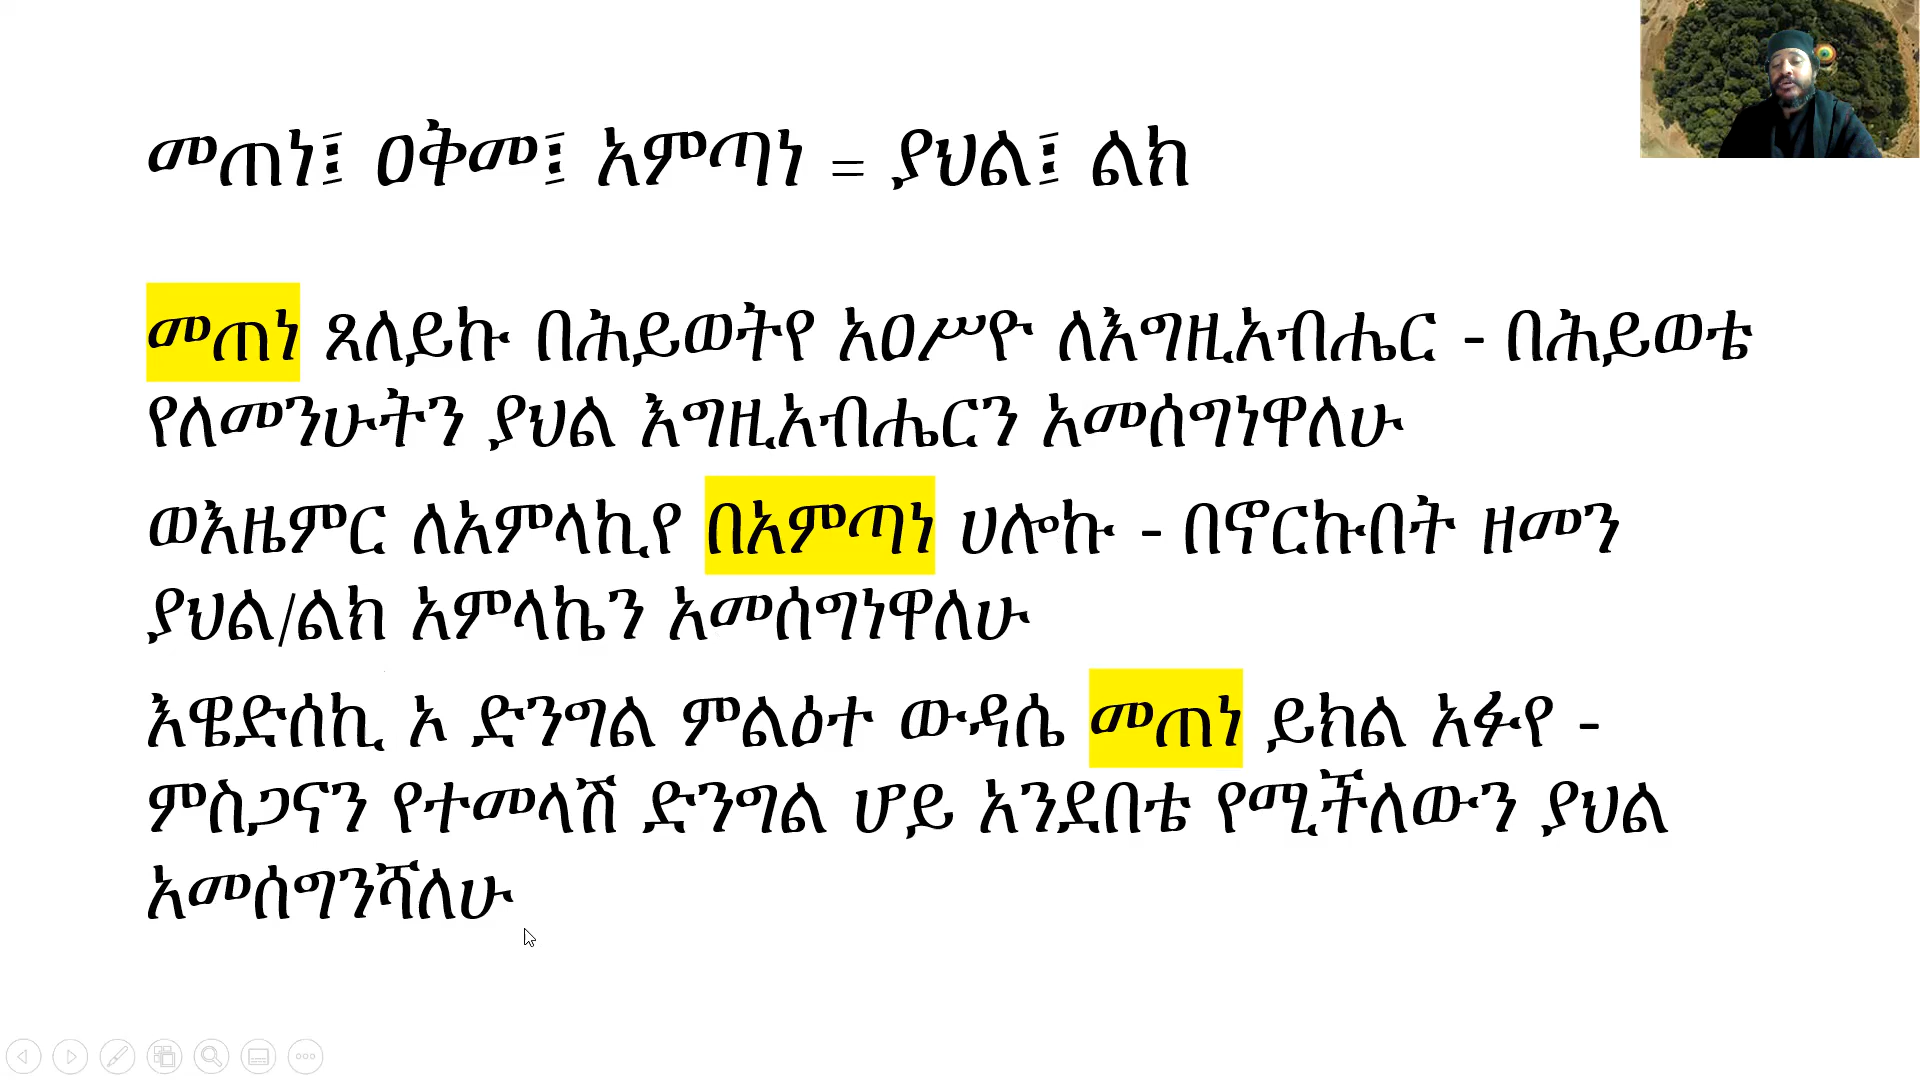 መጠነ፤ ዐቅመ፤ አምጣነ = ያህል፤ ልክ
መጠነ ጸለይኩ በሕይወትየ አዐሥዮ ለእግዚአብሔር - በሕይወቴ
የለመንሁትን ያህል እግዚአብሔርን አመሰግነዋለሁ
ወእዜምር ለአምላኪየ በአምጣነ ሀሎኩ - በኖርኩበት ዘመን
ያህል/ልክ አምላኬን አመሰግነዋለሁ
እዌድሰኪ ኦ ድንግል ምልዕተ ውዳሴ መጠነ ይክል አፉየ -
ምስጋናን የተመላሽ ድንግል ሆይ አንደበቴ የሚችለውን ያህል
አመሰግንሻለሁ